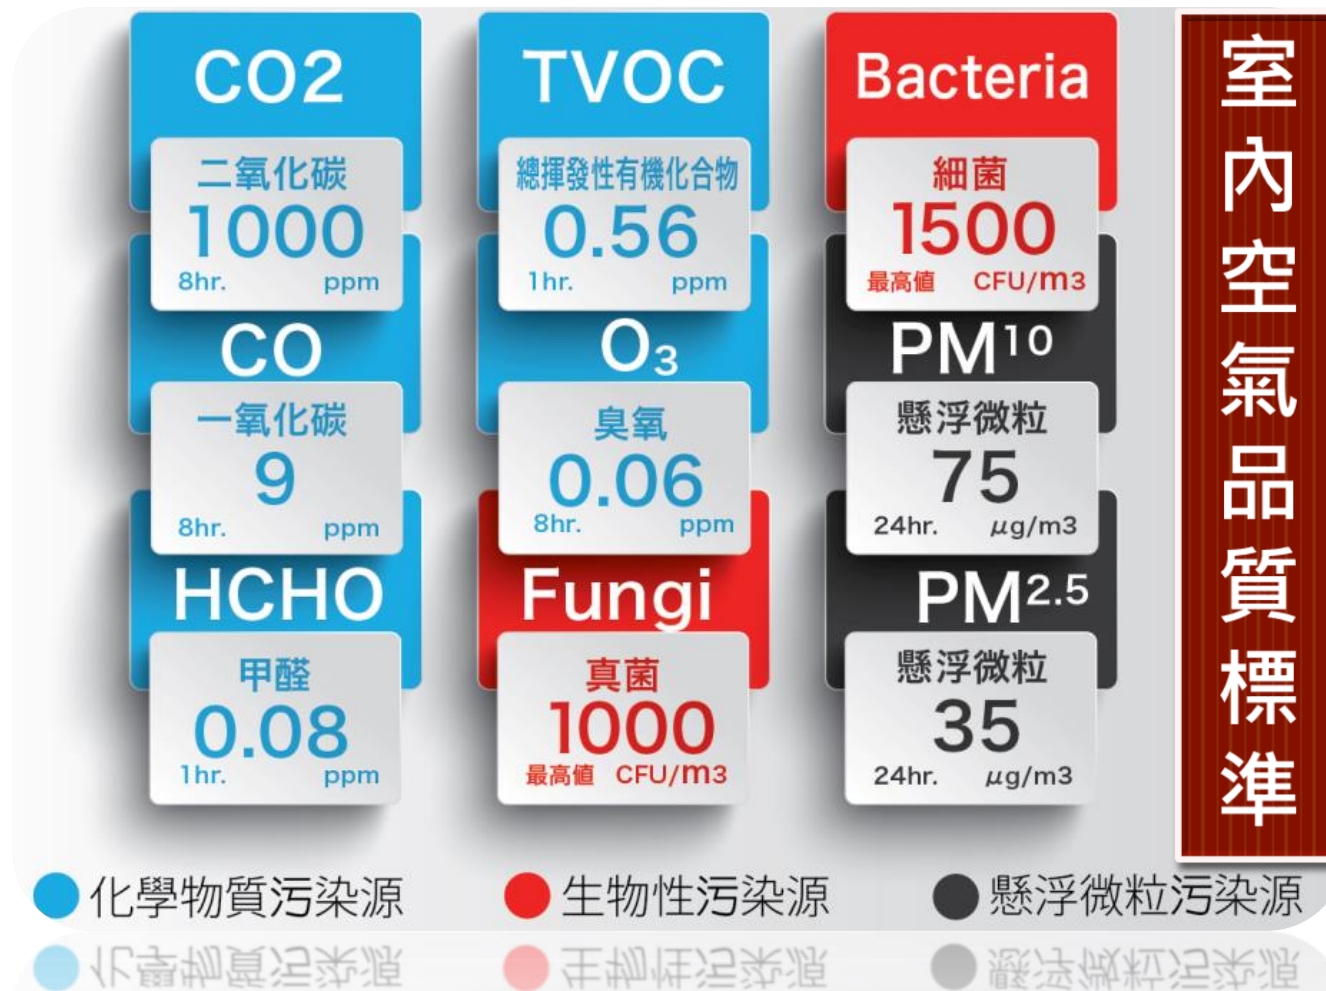 CO2
二氧化碳
1000
8hr. ppm
TVOC
總揮發性有機化合物
0.56
1hr. ppm
Bacteria
細菌
1500
最高值 CFU/m3
CO
一氧化碳
9
8hr. ppm
O3
臭氧
0.06
8hr. ppm
PM10
懸浮微粒
75
24hr. μg/m3
HCHO
甲醛
0.08
1hr. ppm
Fungi
真菌
1000
最高值 CFU/m3
PM2.5
懸浮微粒
35
24hr. μg/m3
室內空氣品質標準
化學物質污染源
生物性污染源
懸浮微粒污染源